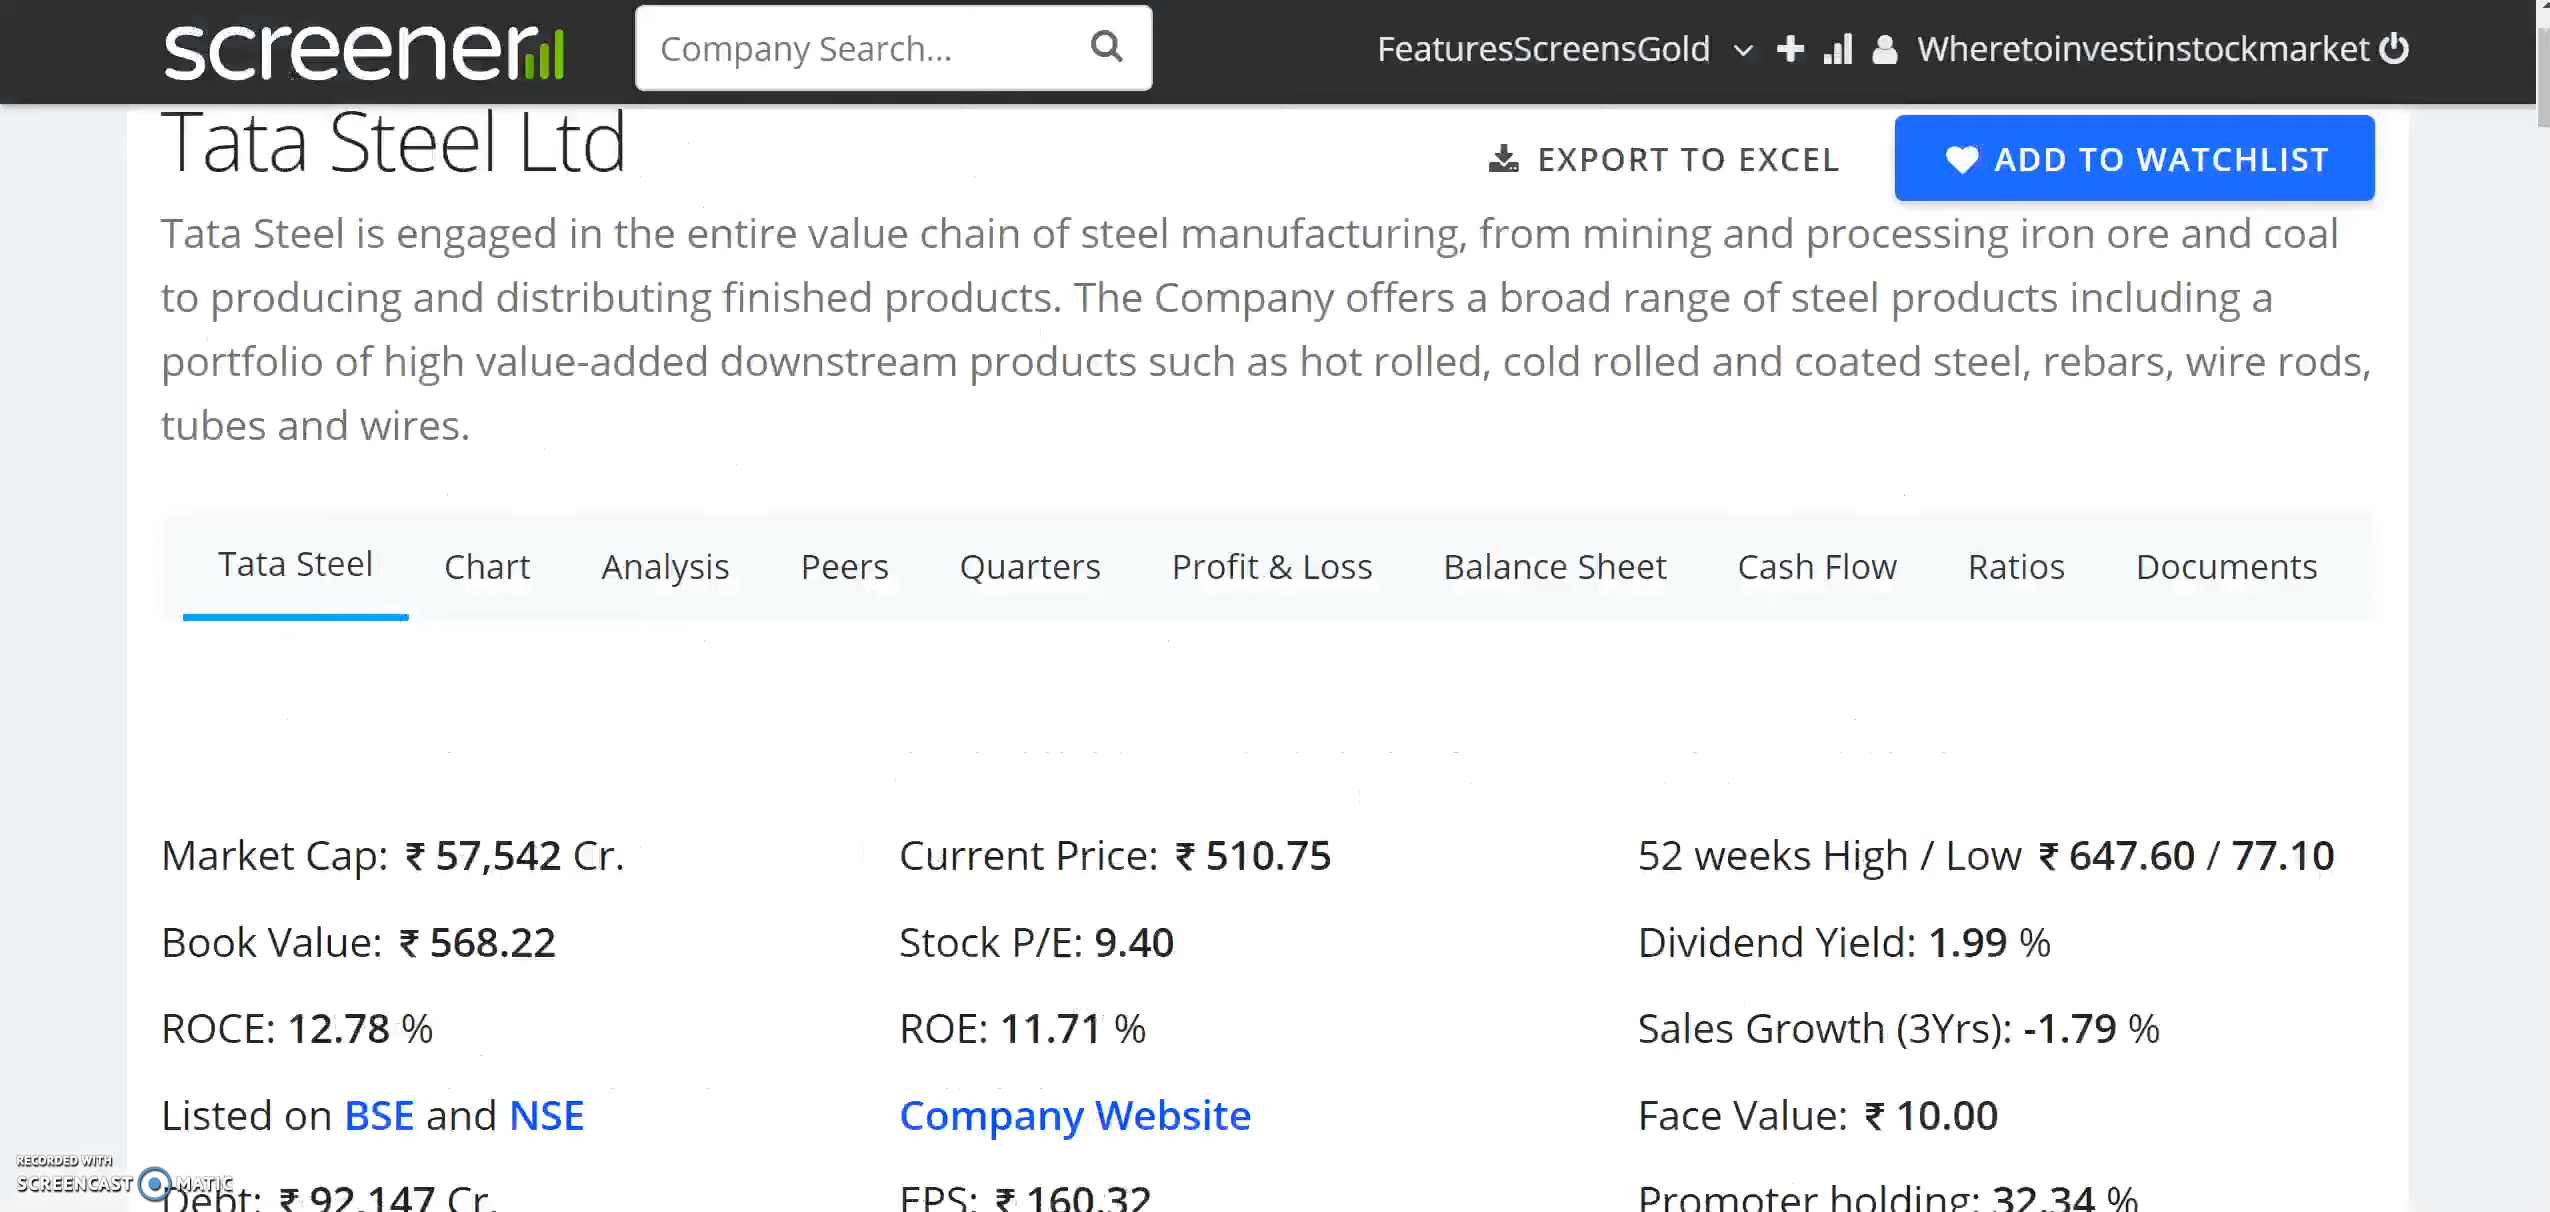 screener
Company Search...
FeaturesScreensGold
Wheretoinvestinstockmarket
Tata Steel Ltd
EXPORT TO EXCEL
ADD TO WATCHLIST
Tata Steel is engaged in the entire value chain of steel manufacturing, from mining and processing iron ore and coal
to producing and distributing finished products. The Company offers a broad range of steel products including a
portfolio of high value-added downstream products such as hot rolled, cold rolled and coated steel, rebars, wire rods,
tubes and wires.
Tata Steel Chart Analysis Peers Quarters Profit & Loss Balance Sheet Cash Flow Ratios Documents
Market Cap: ₹ 57,542 Cr.
Current Price: ₹ 510.75
52 weeks High / Low ₹ 647.60 / 77.10
Book Value: ₹ 568.22
Stock P/E: 9.40
Dividend Yield: 1.99 %
ROCE: 12.78 %
ROE: 11.71 %
Sales Growth (3Yrs): -1.79 %
Listed on BSE and NSE
Company Website
Face Value: ₹ 10.00
Debt: ₹ 92,147 Cr.
EPS: ₹ 160.32
Promoter holding: 32.34 %
RECORDED WITH
SCREENCAST MATIC